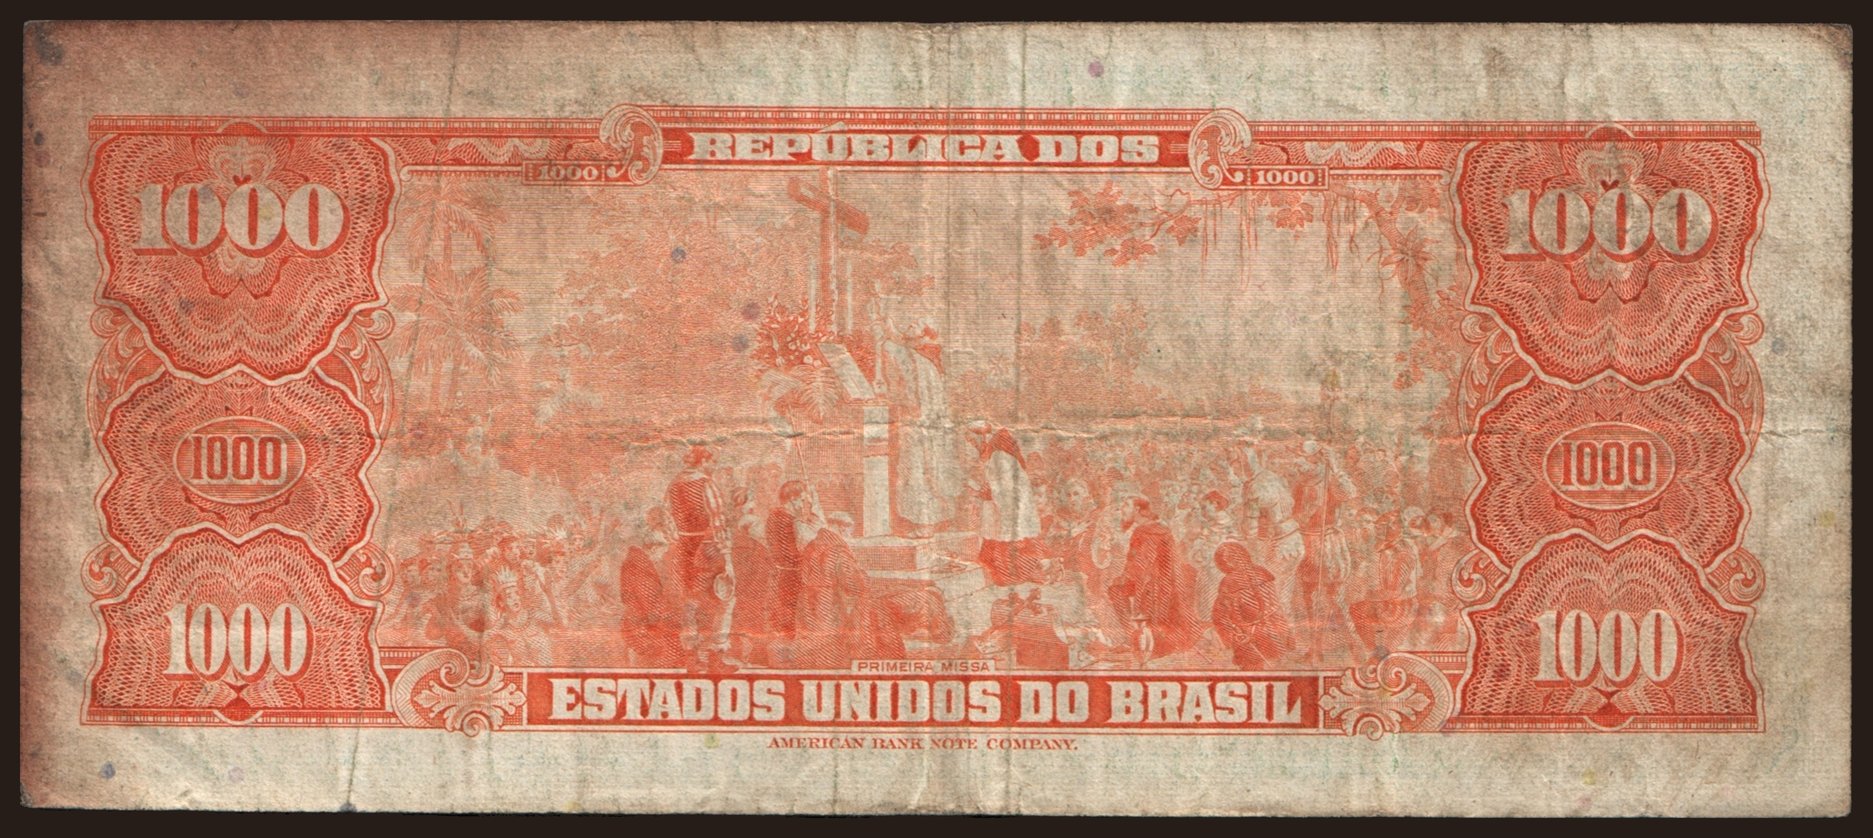 REPÚBLICA DOS
1000 1000
1000 1000
1000 1000
1000 1000
PRIMEIRA MISSA
ESTADOS UNIDOS DO BRASIL
AMERICAN BANK NOTE COMPANY.